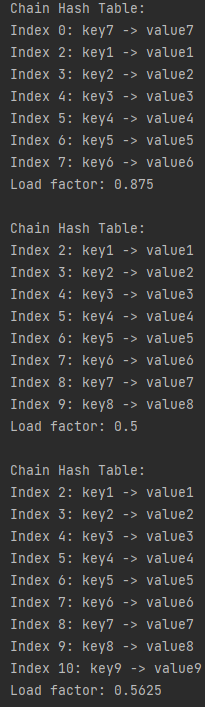 Chain Hash Table:
Index 0: key7 -> value7
Index 2: key1 -> value1
Index 3: key2 -> value2
Index 4: key3 -> value3
Index 5: key4 -> value4
Index 6: key5 -> value5
Index 7: key6 -> value6
Load factor: 0.875
Chain Hash Table:
Index 2: key1 -> value1
Index 3: key2 -> value2
Index 4: key3 -> value3
Index 5: key4 -> value4
Index 6: key5 -> value5
Index 7: key6 -> value6
Index 8: key7 -> value7
Index 9: key8 -> value8
Load factor: 0.5
Chain Hash Table:
Index 2: key1 -> value1
Index 3: key2 -> value2
Index 4: key3 -> value3
Index 5: key4 -> value4
Index 6: key5 -> value5
Index 7: key6 -> value6
Index 8: key7 -> value7
Index 9: key8 -> value8
Index 10: key9 -> value9
Load factor: 0.5625